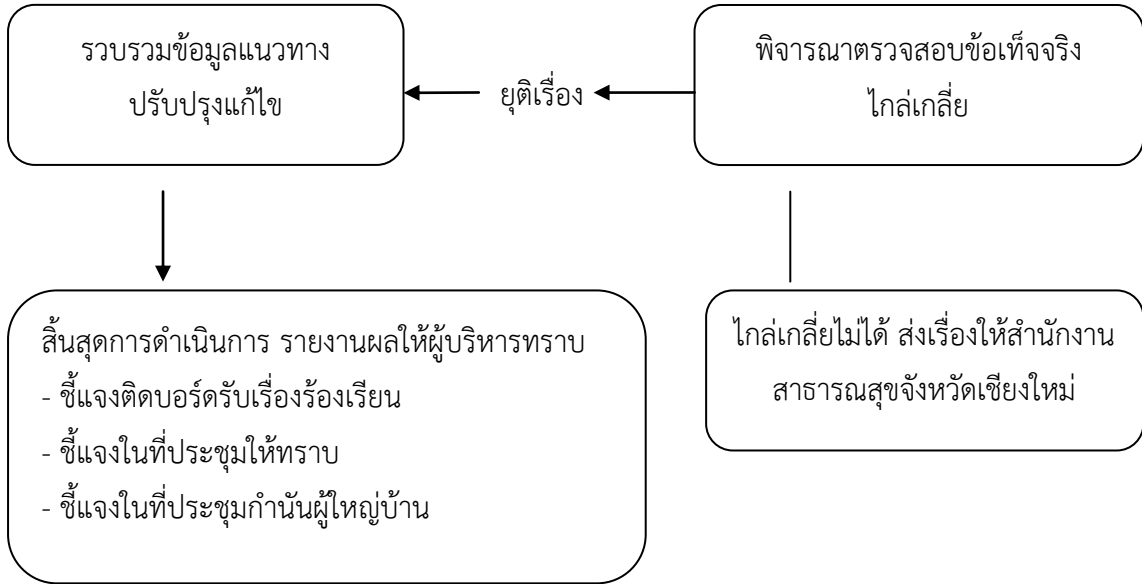 รวบรวมข้อมูลแนวทาง
ปรับปรุงแก้ไข
ยุติเรื่อง
พิจารณาตรวจสอบข้อเท็จจริง
ไกล่เกลี่ย
สิ้นสุดการดำเนินการ รายงานผลให้ผู้บริหารทราบ
- ชี้แจงติดบอร์ดรับเรื่องร้องเรียน
- ชี้แจงในที่ประชุมให้ทราบ
- ชี้แจงในที่ประชุมกำนันผู้ใหญ่บ้าน
ไกล่เกลี่ยไม่ได้ ส่งเรื่องให้สำนักงาน
สาธารณสุขจังหวัดเชียงใหม่